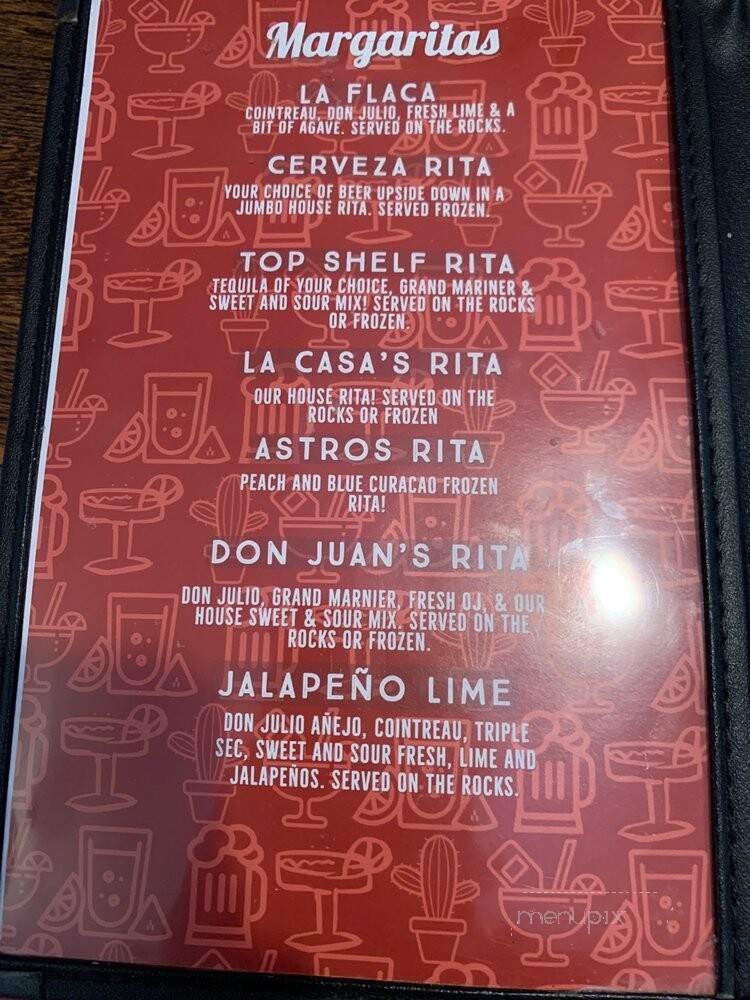 Margaritas
LA FLACA
COINTREAU, DON JULIO, FRESH LIME & A
BIT OF AGAVE. SERVED ON THE ROCKS.
CERVEZA RITA
YOUR CHOICE OF BEER UPSIDE DOWN IN A
JUMBO HOUSE RITA. SERVED FROZEN.
TOP SHELF RITA
TEQUILA OF YOUR CHOICE, GRAND MARINER &
SWEET AND SOUR MIX! SERVED ON THE ROCKS
OR FROZEN.
LA CASA'S RITA
OUR HOUSE RITA! SERVED ON THE
ROCKS OR FROZEN
ASTROS RITA
PEACH AND BLUE CURACAO FROZEN
RITA!
DON JUAN'S RITA
DON JULIO, GRAND MARNIER, FRESH OJ, & OUR
HOUSE SWEET & SOUR MIX. SERVED ON THE
ROCKS OR FROZEN.
JALAPEÑO LIME
DON JULIO AÑEJO, COINTREAU, TRIPLE
SEC, SWEET AND SOUR FRESH, LIME AND
JALAPEÑOS. SERVED ON THE ROCKS.
menupix